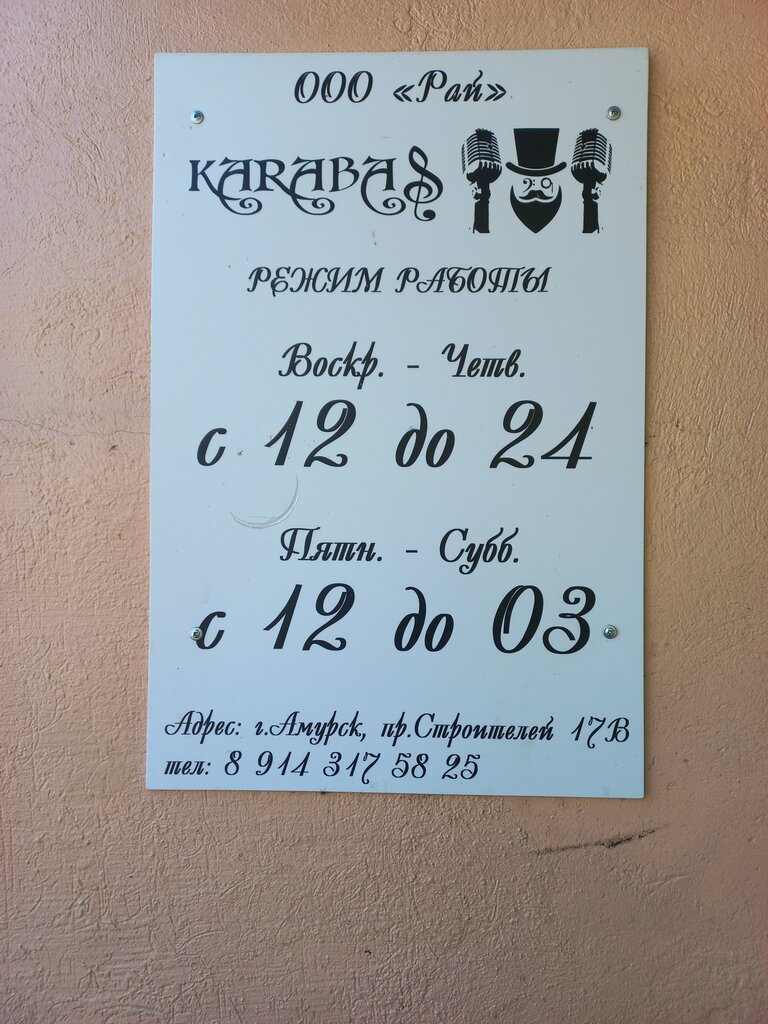 ООО «Рай»
KARABAS
РЕЖИМ РАБОТЫ
Воскр. - Четв.
с 12 до 24
Пятн. - Субб.
с 12 до 03
Адрес: г.Амурск, пр.Строителей 17В
тел: 8 914 317 58 25